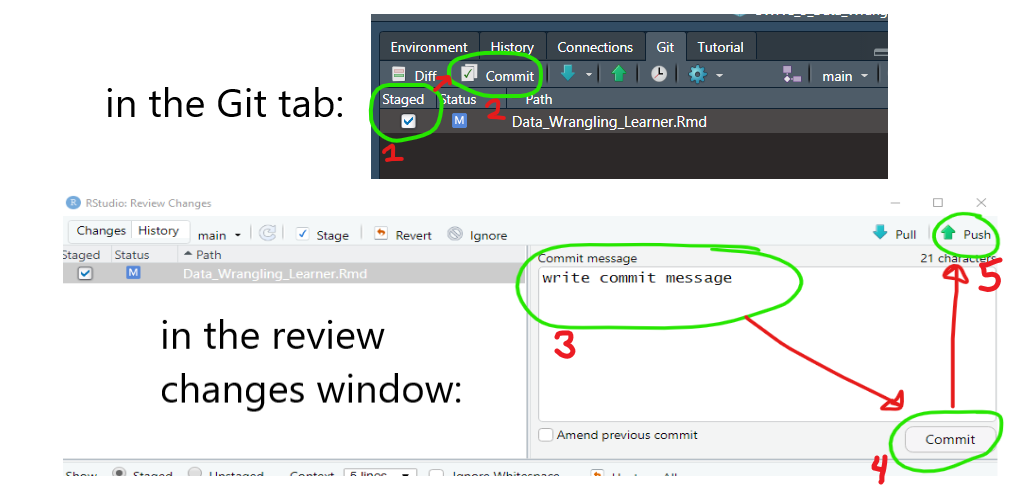 Environment History Connections Git Tutorial
Diff Commit main
in the Git tab:
Staged Status Path
1 2
M Data_Wrangling_Learner.Rmd
R RStudio: Review Changes
Changes History main Stage Revert Ignore Pull Push
Staged Status Path
M Data_Wrangling_Learner.Rmd
Commit message 21 characters
write commit message
5
in the review
changes window:
3
Amend previous commit
Commit
4
Show Staged Unstaged Context 5 lines Ignore Whitespace All